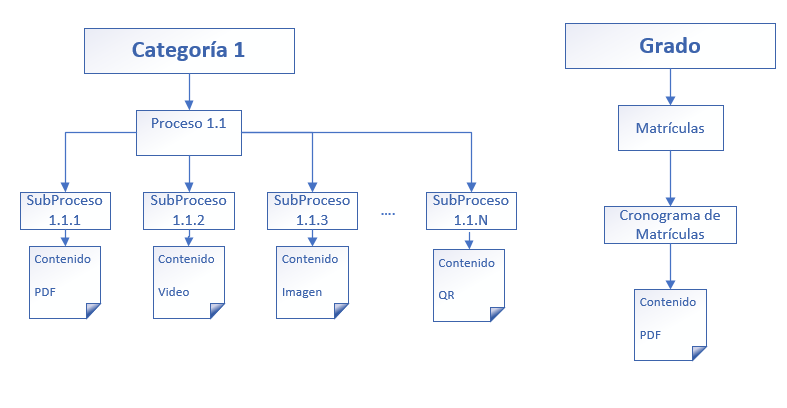 Categoría 1
Grado
Proceso 1.1
Matrículas
SubProceso
1.1.1
SubProceso
1.1.2
SubProceso
1.1.3
....
SubProceso
1.1.N
Cronograma de
Matrículas
Contenido
PDF
Contenido
Video
Contenido
Imagen
Contenido
QR
Contenido
PDF